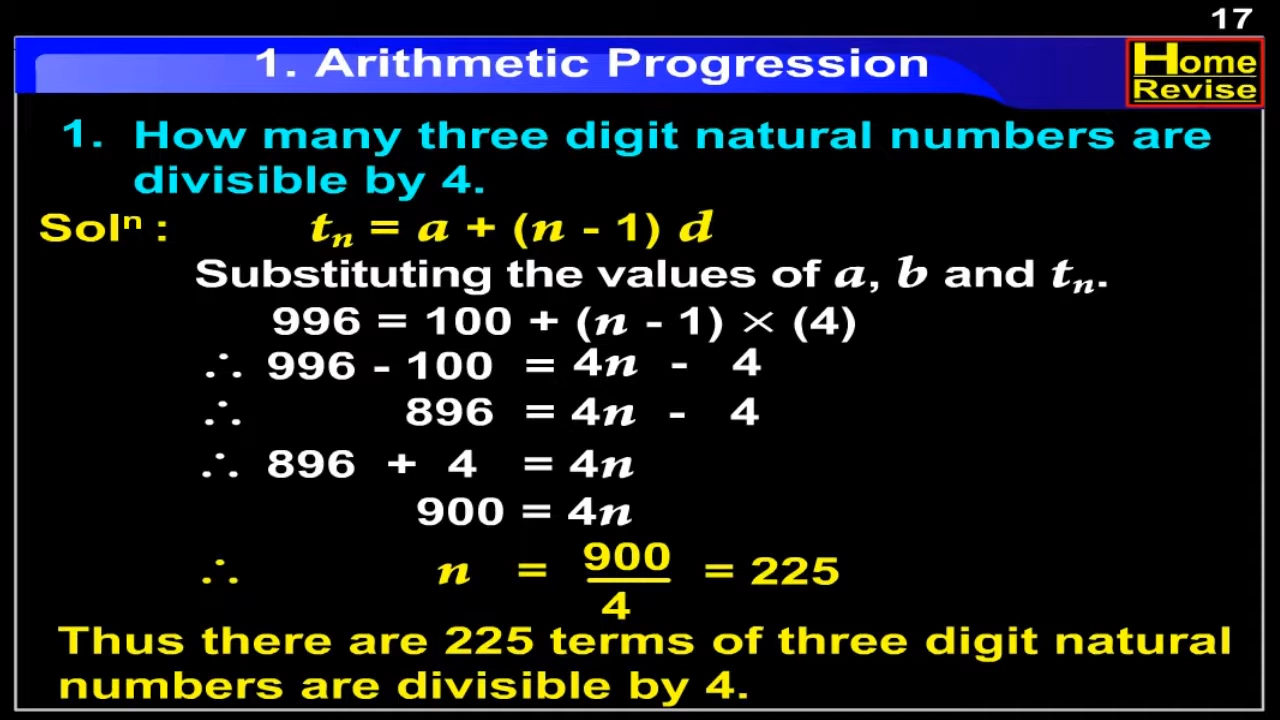 17
1. Arithmetic Progression
Home
Revise
1. How many three digit natural numbers are
divisible by 4.
Solⁿ : tₙ = a + (n - 1) d
Substituting the values of a, b and tₙ.
996 = 100 + (n - 1) × (4)
∴ 996 - 100 = 4n - 4
∴ 896 = 4n - 4
∴ 896 + 4 = 4n
900 = 4n
∴ n = 900/4 = 225
Thus there are 225 terms of three digit natural
numbers are divisible by 4.